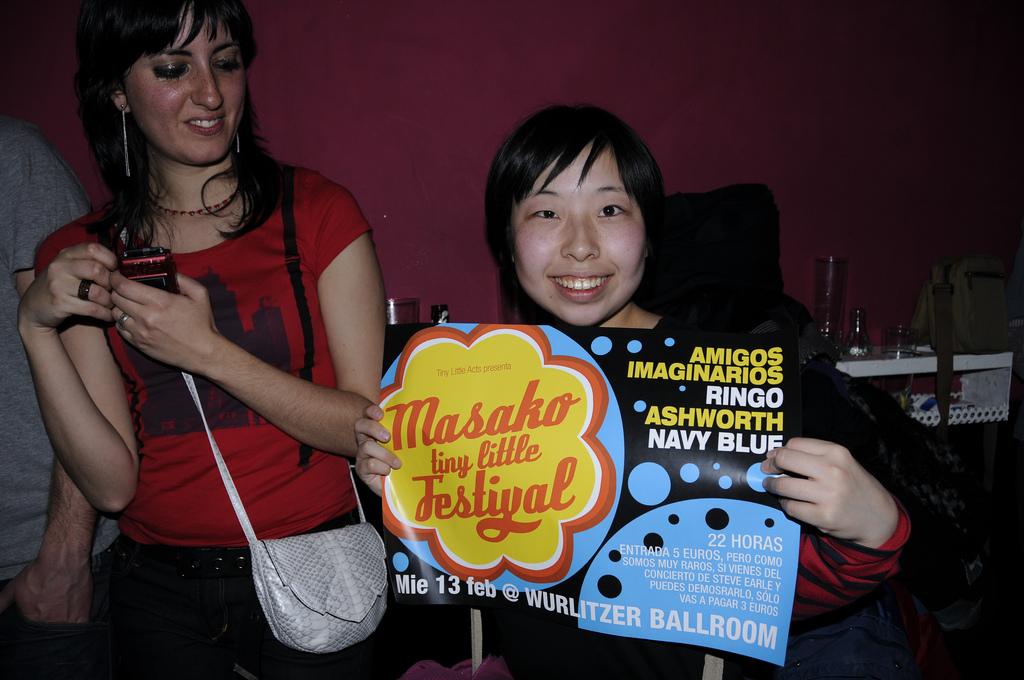 Tiny Little Acts presenta
Masako
tiny little
Festival
AMIGOS
IMAGINARIOS
RINGO
ASHWORTH
NAVY BLUE
22 HORAS
ENTRADA 5 EUROS, PERO COMO
SOMOS MUY RAROS, SI VIENES DEL
CONCIERTO DE STEVE EARLE Y
PUEDES DEMOSTRARLO, SÓLO
VAS A PAGAR 3 EUROS
Mie 13 feb @ WURLITZER BALLROOM